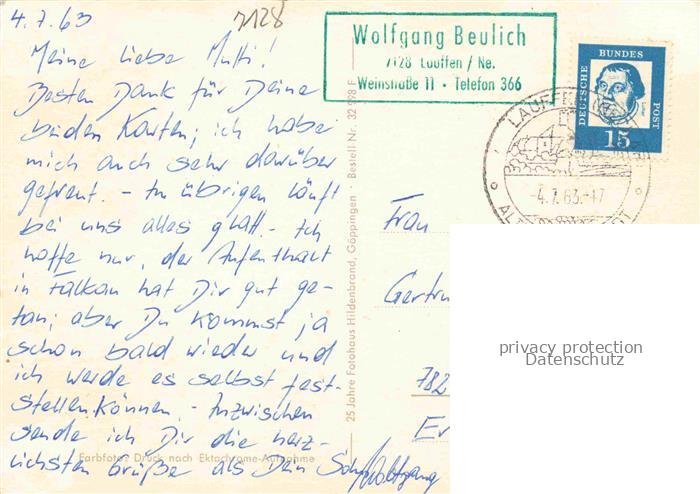 4.7.63
7128
Meine liebe Mutti!
Besten Dank für Deine
beiden Karten; ich habe
mich auch sehr darüber
gefreut. - Im übrigen läuft
bei uns alles glatt. - Ich
hoffe nur, der Aufenthalt
in Falkau hat Dir gut ge-
tan; aber Du kommst ja
schon bald wieder und
ich werde es selbst fest-
stellen können. - Inzwischen
sende ich Dir die herz-
lichsten Grüße als Dein Sohn Wolfgang
Farbfoto: Druck nach Ektachrome-Aufnahme
25 Jahre Fotohaus Hildenbrand, Göppingen · Bestell-Nr. 32
Wolfgang Beulich
7128 Lauffen / Ne.
Weinstraße 11 · Telefon 366
DEUTSCHE
BUNDES
POST
15
LAUFFEN
-4.7.63.-17
Frau
Gertru
782
Er
privacy protection
Datenschutz